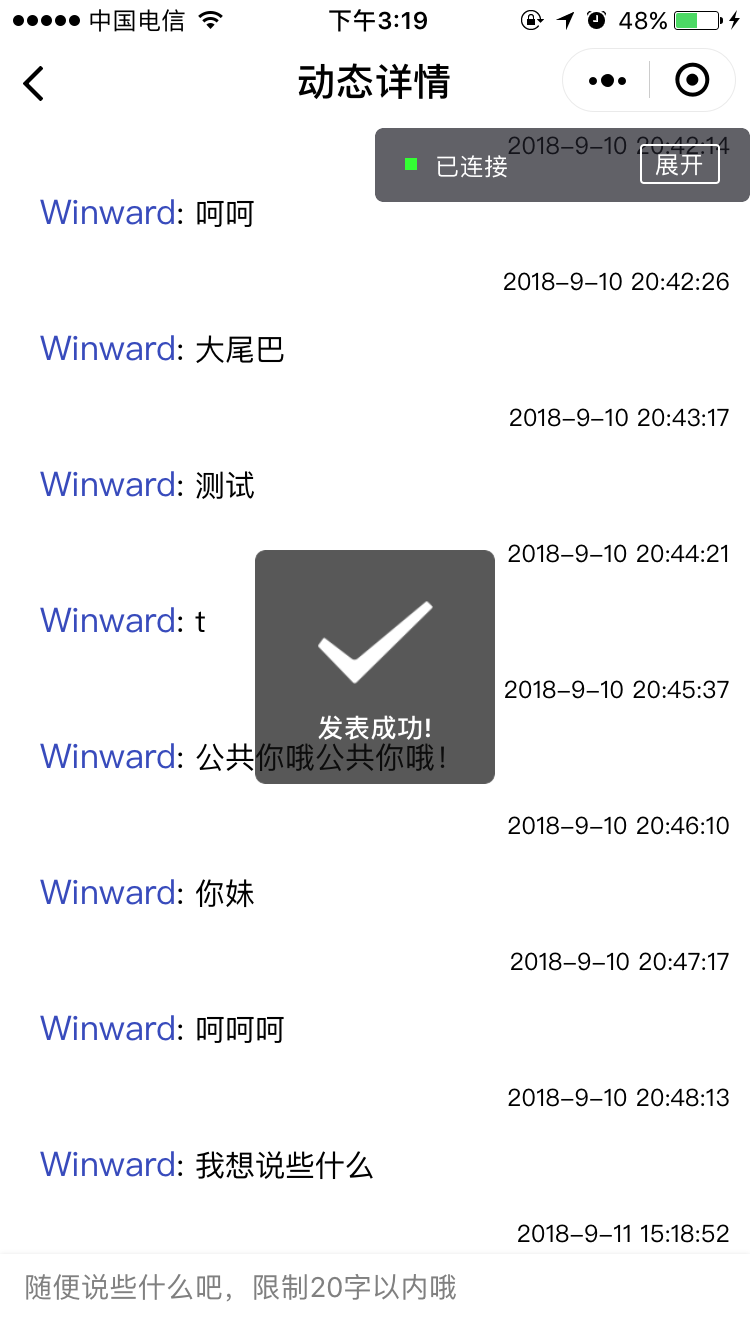 中国电信 下午3:19 48%
动态详情
2018-9-10 20:42:14
已连接 展开
Winward: 呵呵
2018-9-10 20:42:26
Winward: 大尾巴
2018-9-10 20:43:17
Winward: 测试
2018-9-10 20:44:21
Winward: t
2018-9-10 20:45:37
发表成功!
Winward: 公共你哦公共你哦！
2018-9-10 20:46:10
Winward: 你妹
2018-9-10 20:47:17
Winward: 呵呵呵
2018-9-10 20:48:13
Winward: 我想说些什么
2018-9-11 15:18:52
随便说些什么吧，限制20字以内哦